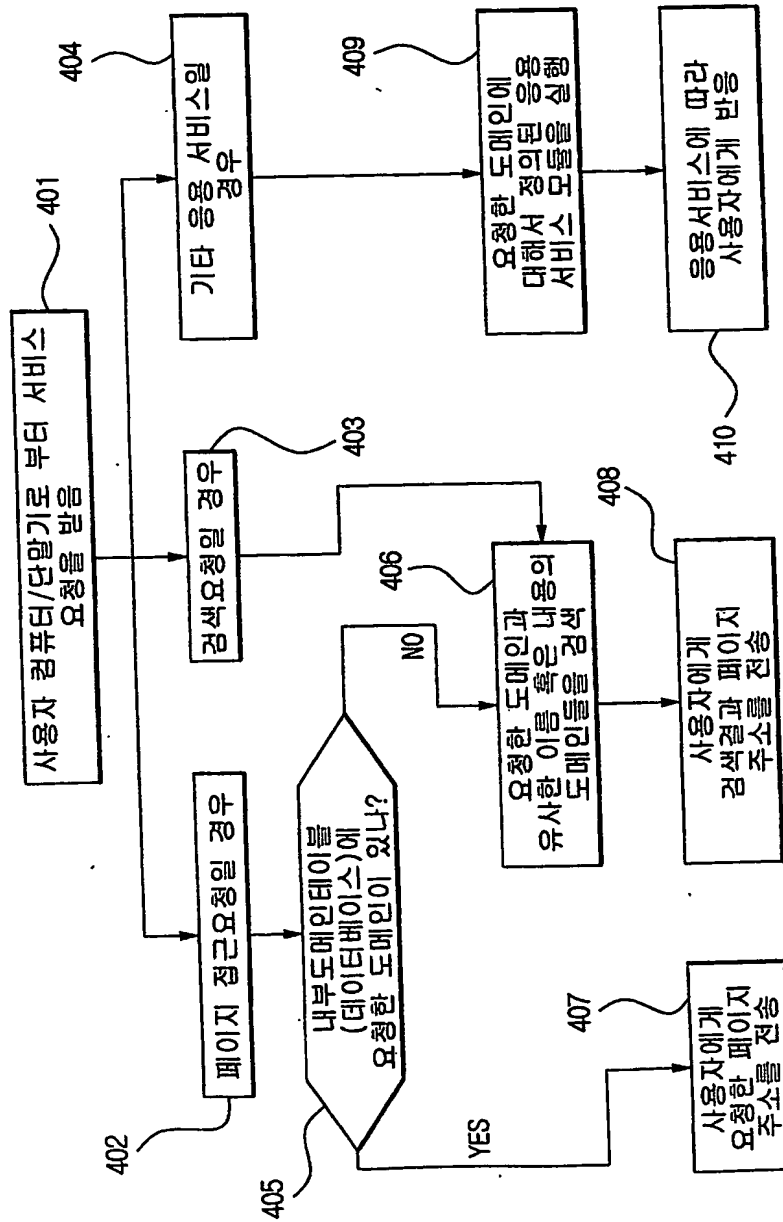 401
사용자 컴퓨터/단말기로 부터 서비스
요청을 받음
402
페이지 접근요청일 경우
403
검색요청일 경우
404
기타 응용 서비스일
경우
405
내부도메인테이블
(데이터베이스)에
요청한 도메인이 있나?
YES
NO
406
요청한 도메인과
유사한 이름 혹은 내용의
도메인들을 검색
407
사용자에게
요청한 페이지
주소를 전송
408
사용자에게
검색결과 페이지
주소를 전송
409
요청한 도메인에
대해서 정의된 응용
서비스 모듈을 실행
410
응용서비스에 따라
사용자에게 반응